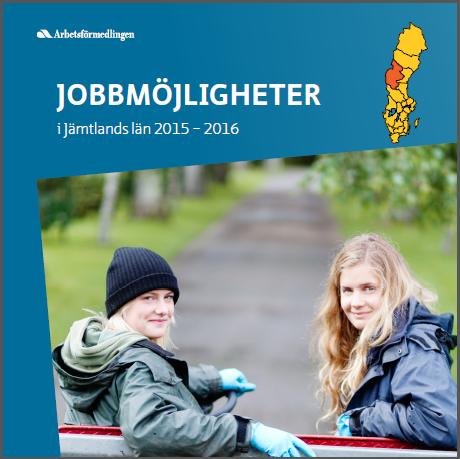 Arbetsförmedlingen
JOBBMÖJLIGHETER
i Jämtlands län 2015 – 2016